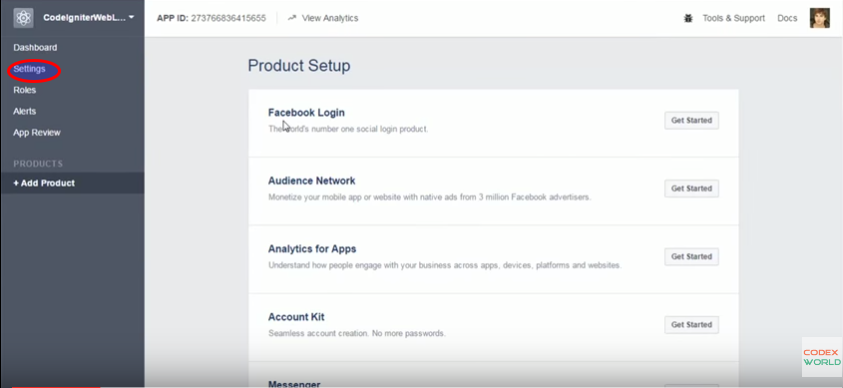 CodeIgniterWebL...
APP ID: 273766836415655
View Analytics
Tools & Support
Docs
Dashboard
Settings
Roles
Alerts
App Review
PRODUCTS
+ Add Product
Product Setup
Facebook Login
The world's number one social login product.
Get Started
Audience Network
Monetize your mobile app or website with native ads from 3 million Facebook advertisers.
Get Started
Analytics for Apps
Understand how people engage with your business across apps, devices, platforms and websites.
Get Started
Account Kit
Seamless account creation. No more passwords.
Get Started
Messenger
CODEX
WORLD